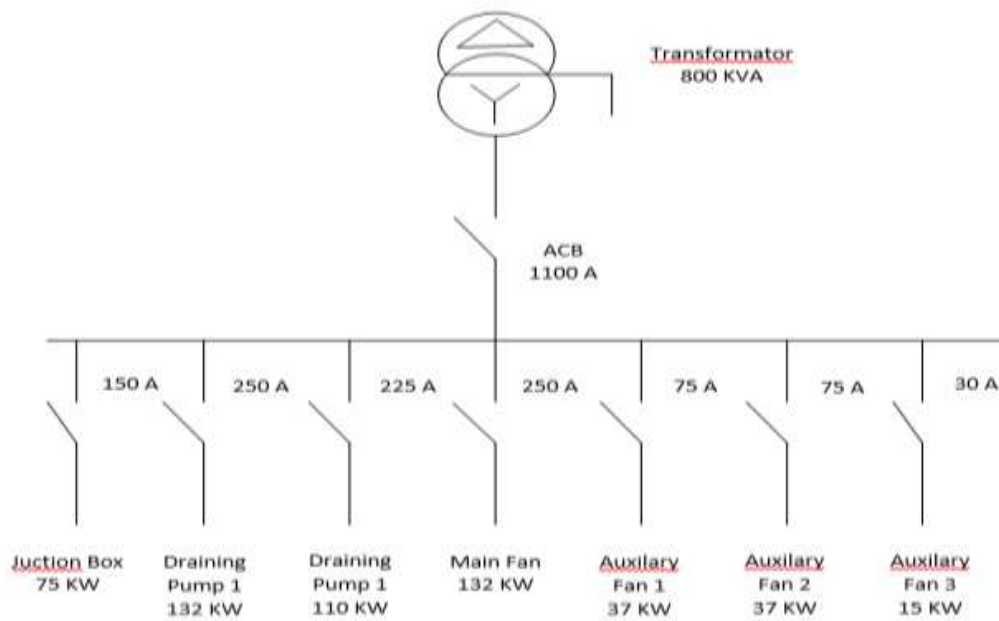 Transformator
800 KVA
ACB
1100 A
150 A
250 A
225 A
250 A
75 A
75 A
30 A
Juction Box
75 KW
Draining
Pump 1
132 KW
Draining
Pump 1
110 KW
Main Fan
132 KW
Auxilary
Fan 1
37 KW
Auxilary
Fan 2
37 KW
Auxilary
Fan 3
15 KW